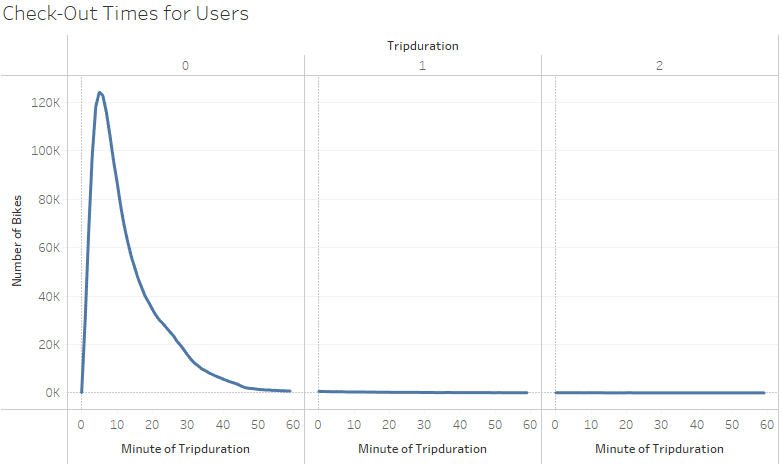 Check-Out Times for Users
Tripduration
0 1 2
120K
100K
80K
60K
40K
20K
0K
Number of Bikes
0 10 20 30 40 50 60 0 10 20 30 40 50 60 0 10 20 30 40 50 60
Minute of Tripduration Minute of Tripduration Minute of Tripduration